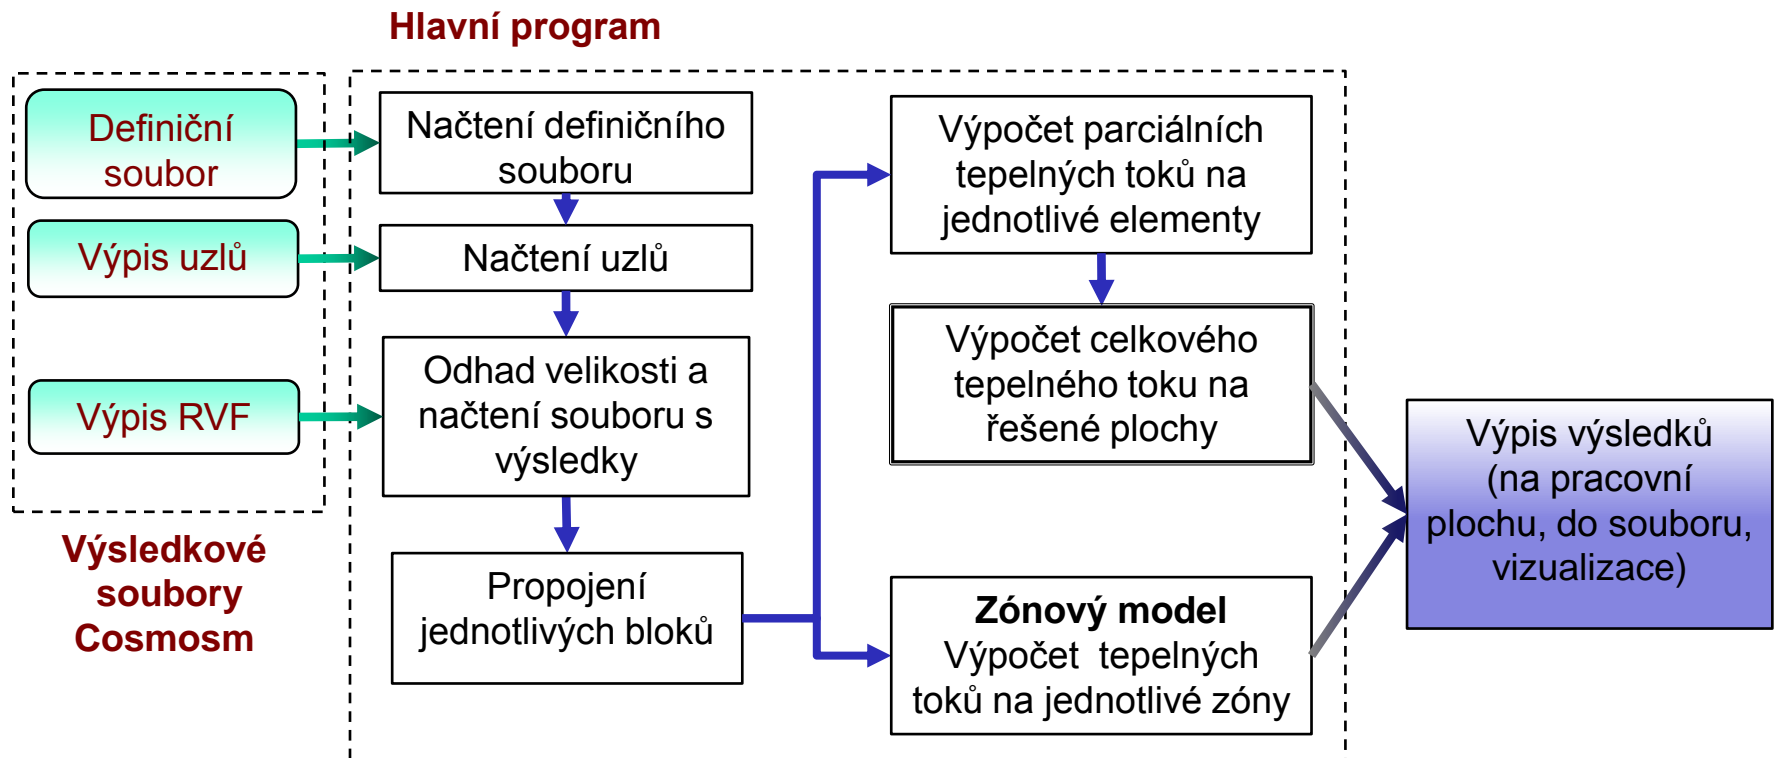 Hlavní program
Definiční
soubor
Výpis uzlů
Výpis RVF
Výsledkové
soubory
Cosmosm
Načtení definičního
souboru
Načtení uzlů
Odhad velikosti a
načtení souboru s
výsledky
Propojení
jednotlivých bloků
Výpočet parciálních
tepelných toků na
jednotlivé elementy
Výpočet celkového
tepelného toku na
řešené plochy
Zónový model
Výpočet tepelných
toků na jednotlivé zóny
Výpis výsledků
(na pracovní
plochu, do souboru,
vizualizace)